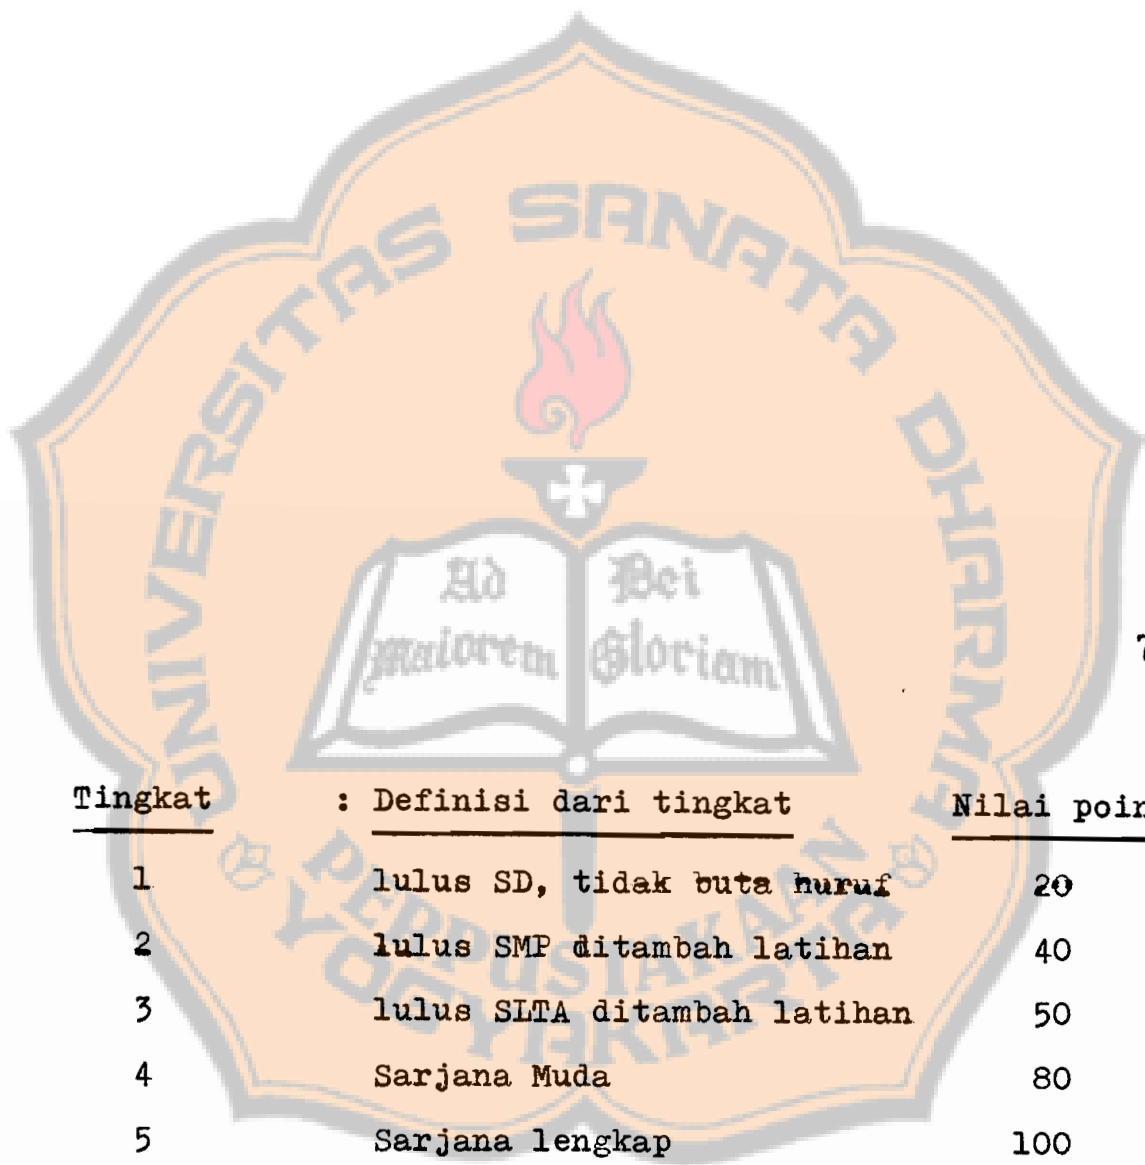 UNIVERSITAS SANATA DHARMA
Ad Dei
Maiorem Gloriam
Tingkat : Definisi dari tingkat
1 lulus SD, tidak buta huruf 20
2 lulus SMP ditambah latihan 40
3 lulus SLTA ditambah latihan 50
4 Sarjana Muda 80
5 Sarjana lengkap 100
PERPUSTAKAAN
YOGYAKARTA